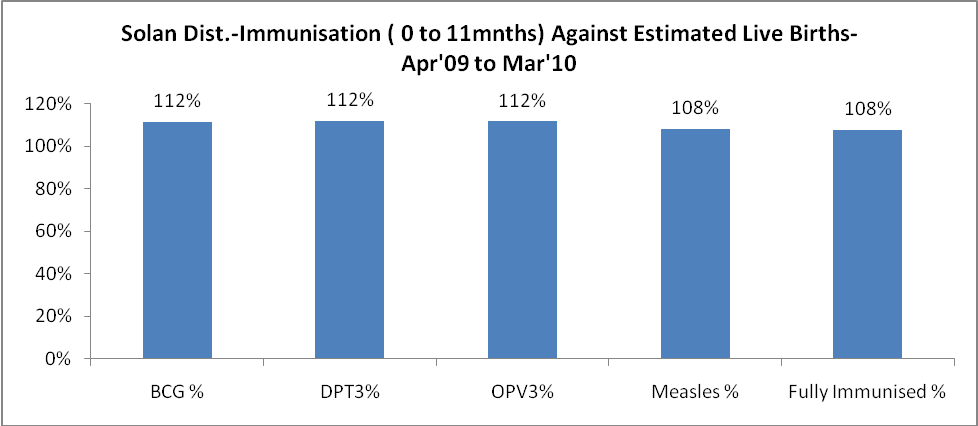 Solan Dist.-Immunisation ( 0 to 11mnths) Against Estimated Live Births-
Apr'09 to Mar'10
112%
112%
112%
108%
108%
120%
100%
80%
60%
40%
20%
0%
BCG %
DPT3%
OPV3%
Measles %
Fully Immunised %